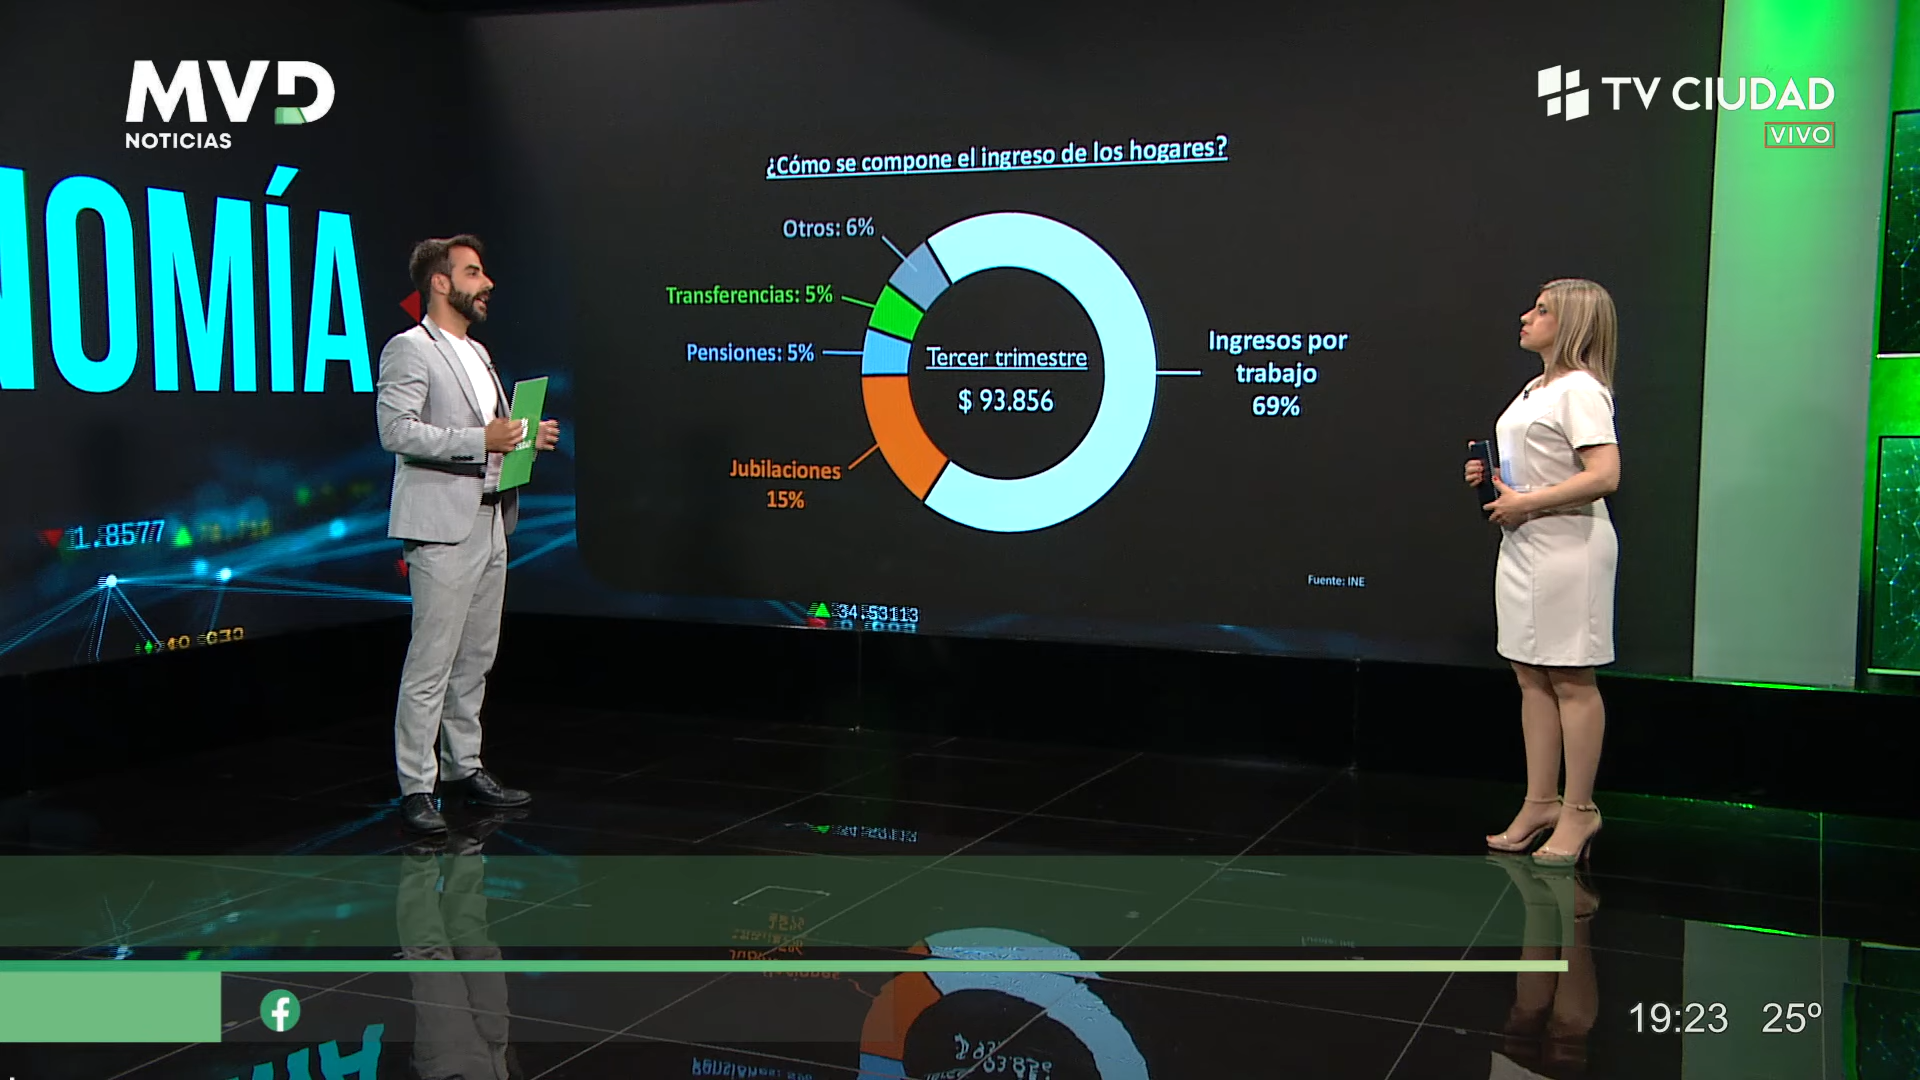 MVD
NOTICIAS
TV CIUDAD
VIVO
NOMÍA
¿Cómo se compone el ingreso de los hogares?
Otros: 6%
Transferencias: 5%
Pensiones: 5%
Tercer trimestre
$ 93.856
Ingresos por
trabajo
69%
Jubilaciones
15%
Fuente: INE
1.8577
34.53113
19:23 25º